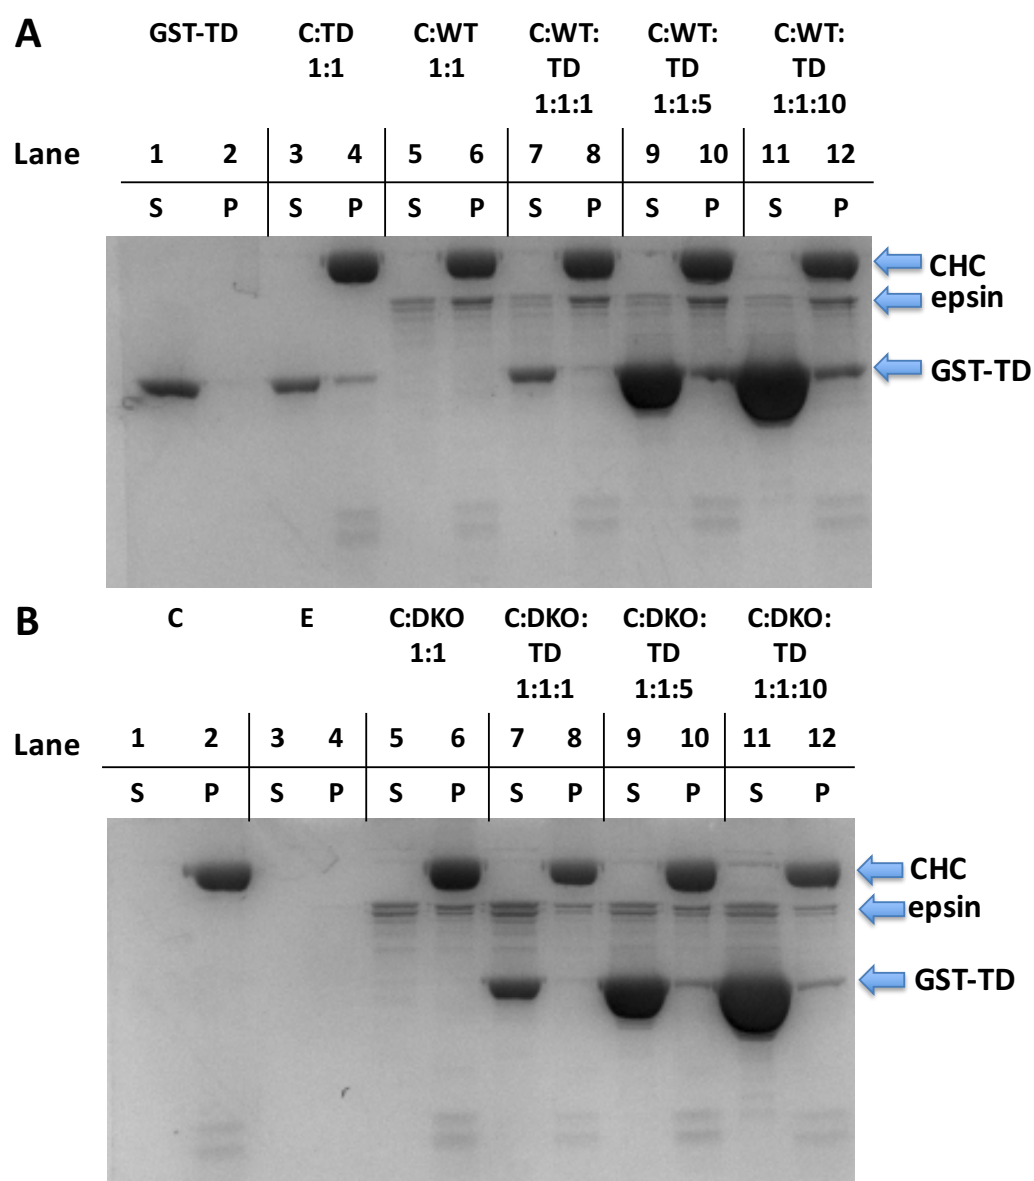 A
GST-TD C:TD C:WT C:WT: C:WT: C:WT:
1:1 1:1 TD TD TD
1:1:1 1:1:5 1:1:10
Lane 1 2 3 4 5 6 7 8 9 10 11 12
S P S P S P S P S P S P
CHC
epsin
GST-TD
B
C E C:DKO C:DKO: C:DKO: C:DKO:
1:1 TD TD TD
1:1:1 1:1:5 1:1:10
Lane 1 2 3 4 5 6 7 8 9 10 11 12
S P S P S P S P S P S P
CHC
epsin
GST-TD